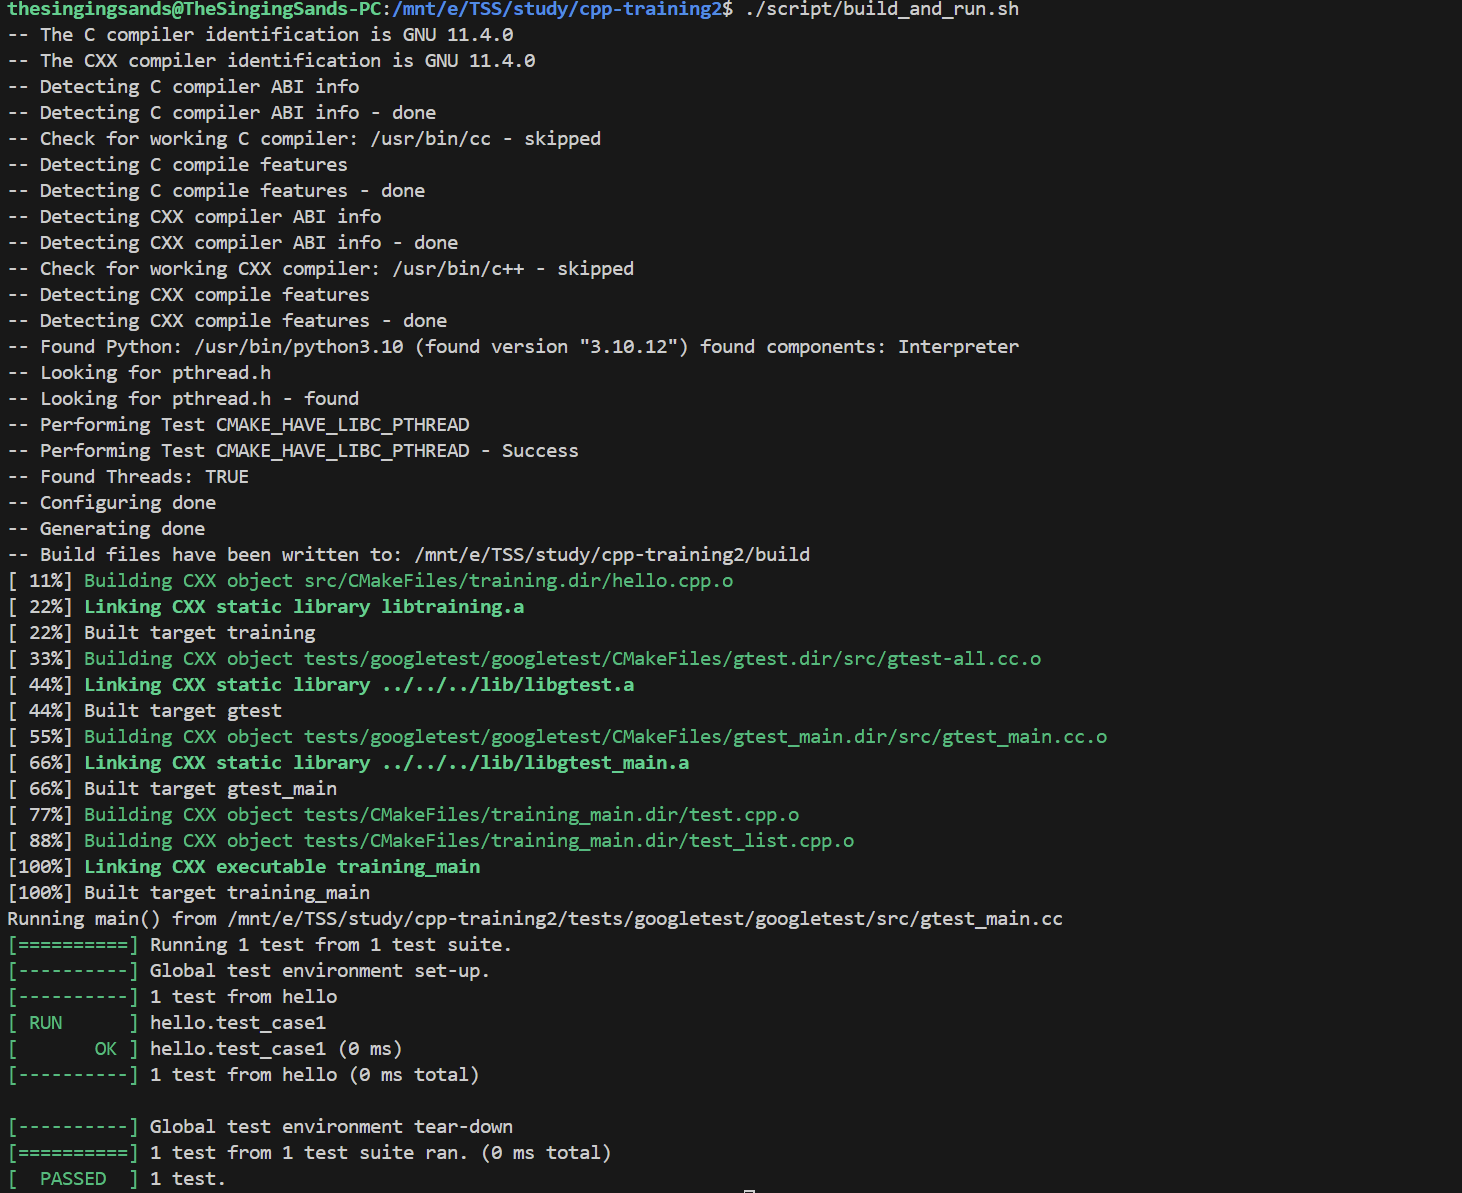 thesingingsands@TheSingingSands-PC:/mnt/e/TSS/study/cpp-training2$ ./script/build_and_run.sh
-- The C compiler identification is GNU 11.4.0
-- The CXX compiler identification is GNU 11.4.0
-- Detecting C compiler ABI info
-- Detecting C compiler ABI info - done
-- Check for working C compiler: /usr/bin/cc - skipped
-- Detecting C compile features
-- Detecting C compile features - done
-- Detecting CXX compiler ABI info
-- Detecting CXX compiler ABI info - done
-- Check for working CXX compiler: /usr/bin/c++ - skipped
-- Detecting CXX compile features
-- Detecting CXX compile features - done
-- Found Python: /usr/bin/python3.10 (found version "3.10.12") found components: Interpreter
-- Looking for pthread.h
-- Looking for pthread.h - found
-- Performing Test CMAKE_HAVE_LIBC_PTHREAD
-- Performing Test CMAKE_HAVE_LIBC_PTHREAD - Success
-- Found Threads: TRUE
-- Configuring done
-- Generating done
-- Build files have been written to: /mnt/e/TSS/study/cpp-training2/build
[ 11%] Building CXX object src/CMakeFiles/training.dir/hello.cpp.o
[ 22%] Linking CXX static library libtraining.a
[ 22%] Built target training
[ 33%] Building CXX object tests/googletest/googletest/CMakeFiles/gtest.dir/src/gtest-all.cc.o
[ 44%] Linking CXX static library ../../../lib/libgtest.a
[ 44%] Built target gtest
[ 55%] Building CXX object tests/googletest/googletest/CMakeFiles/gtest_main.dir/src/gtest_main.cc.o
[ 66%] Linking CXX static library ../../../lib/libgtest_main.a
[ 66%] Built target gtest_main
[ 77%] Building CXX object tests/CMakeFiles/training_main.dir/test.cpp.o
[ 88%] Building CXX object tests/CMakeFiles/training_main.dir/test_list.cpp.o
[100%] Linking CXX executable training_main
[100%] Built target training_main
Running main() from /mnt/e/TSS/study/cpp-training2/tests/googletest/googletest/src/gtest_main.cc
[==========] Running 1 test from 1 test suite.
[----------] Global test environment set-up.
[----------] 1 test from hello
[ RUN      ] hello.test_case1
[       OK ] hello.test_case1 (0 ms)
[----------] 1 test from hello (0 ms total)

[----------] Global test environment tear-down
[==========] 1 test from 1 test suite ran. (0 ms total)
[  PASSED  ] 1 test.